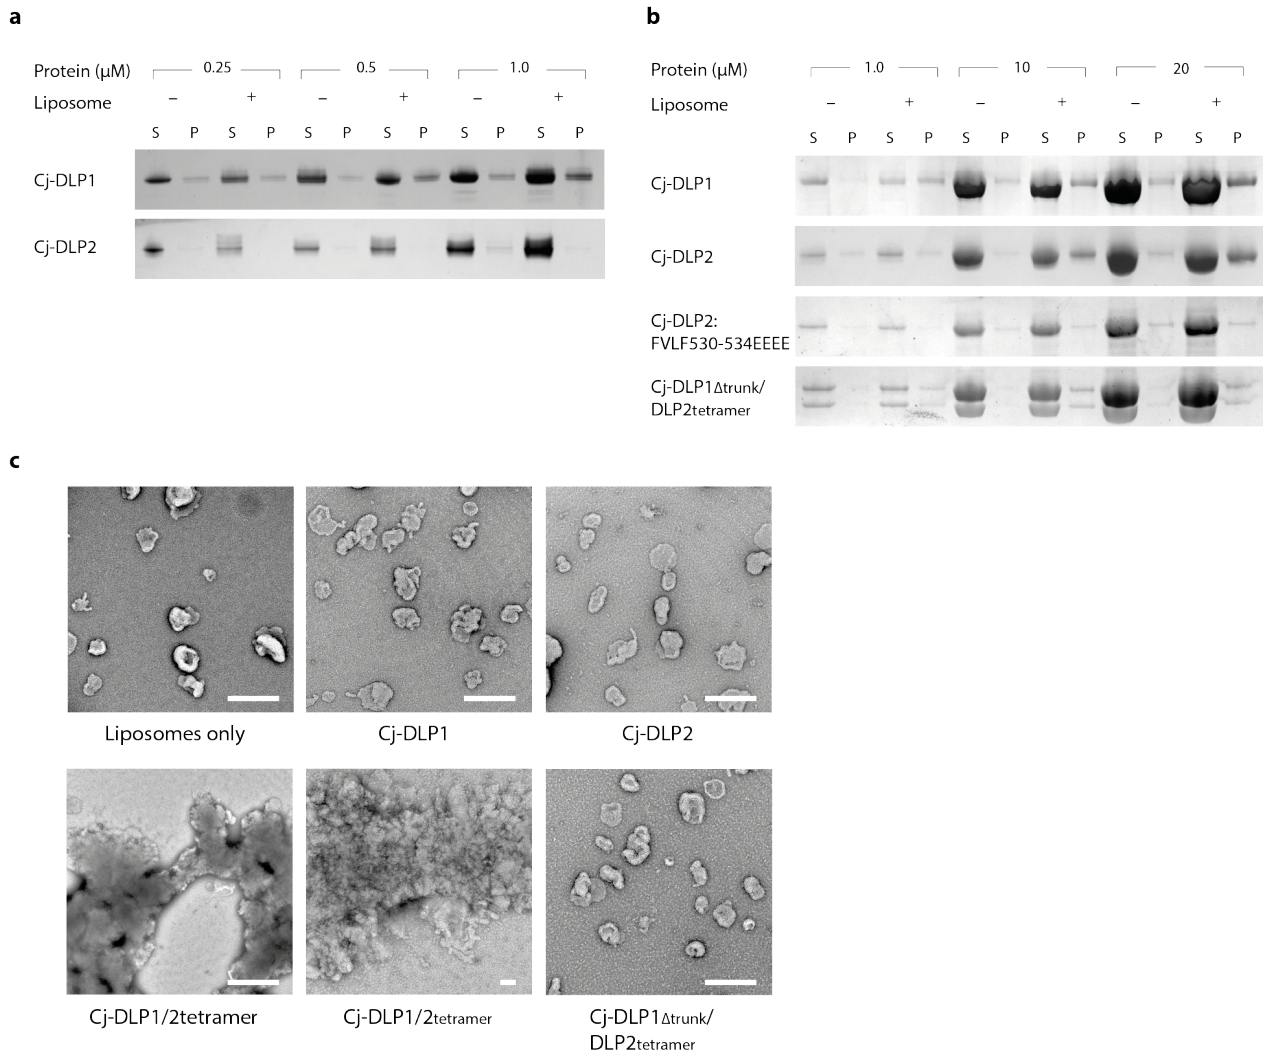 a
Protein (μM) 0.25 0.5 1.0
Liposome – + – + – +
S P S P S P S P S P S P
Cj-DLP1
Cj-DLP2
b
Protein (μM) 1.0 10 20
Liposome – + – + – +
S P S P S P S P S P S P
Cj-DLP1
Cj-DLP2
Cj-DLP2:
FVLF530-534EEEE
Cj-DLP1Δtrunk/
DLP2tetramer
c
Liposomes only
Cj-DLP1
Cj-DLP2
Cj-DLP1/2tetramer
Cj-DLP1/2tetramer
Cj-DLP1Δtrunk/
DLP2tetramer